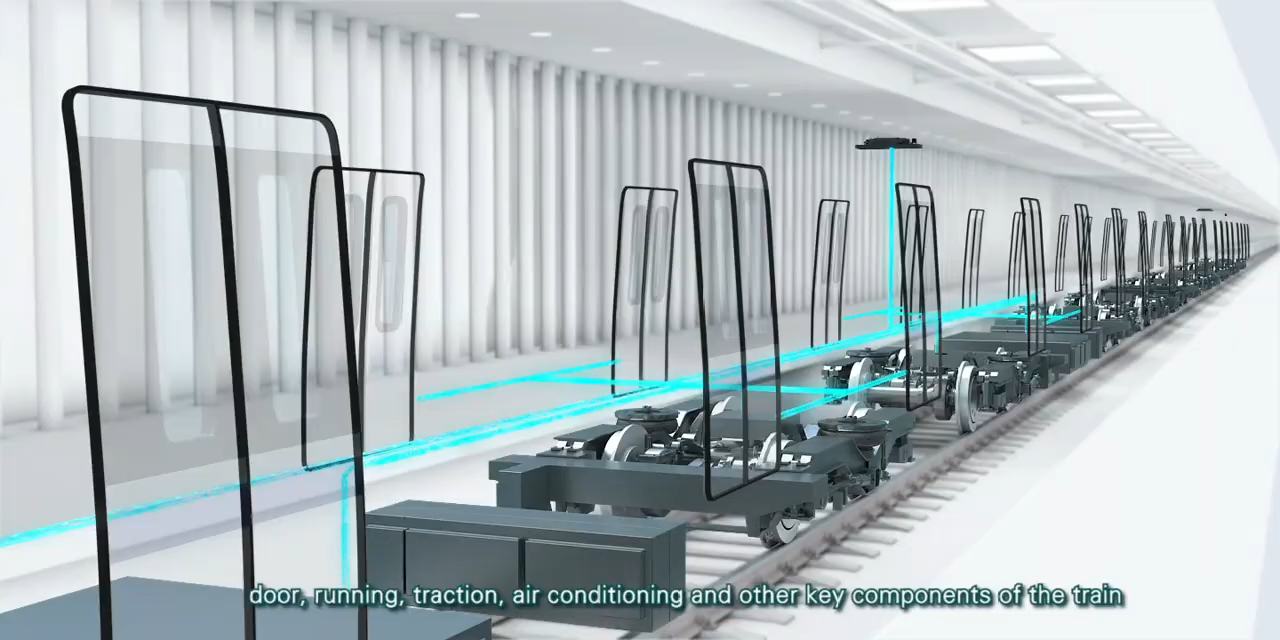 door, running, traction, air conditioning and other key components of the train